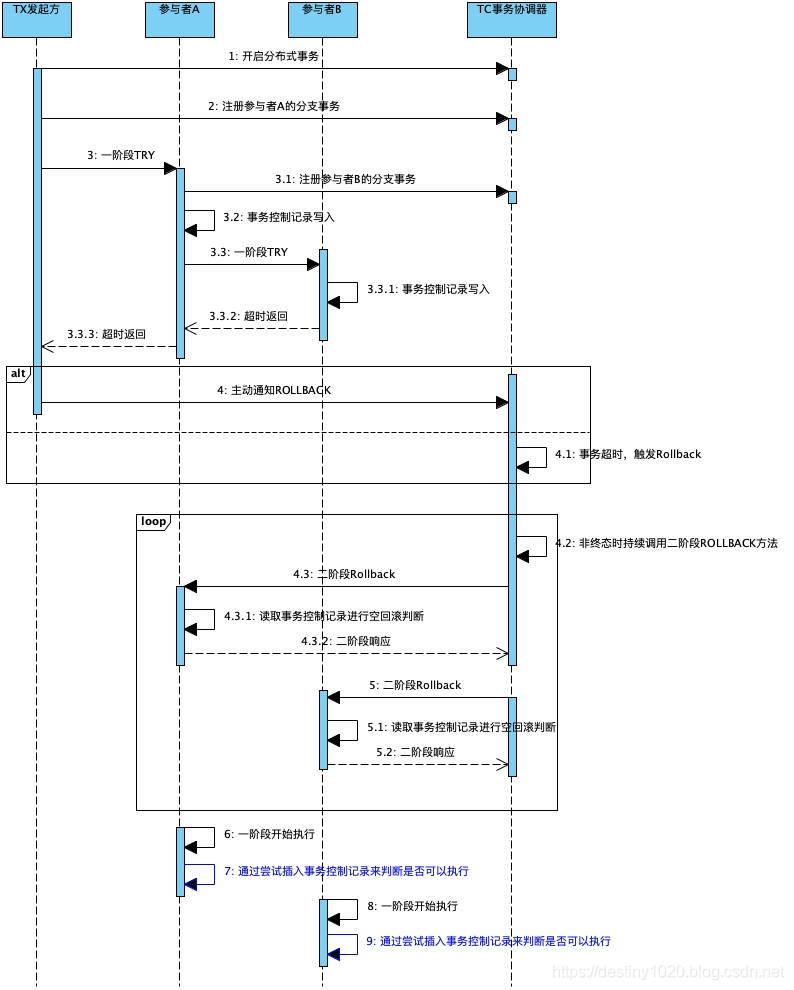 TX发起方
参与者A
参与者B
TC事务协调器
1: 开启分布式事务
2: 注册参与者A的分支事务
3: 一阶段TRY
3.1: 注册参与者B的分支事务
3.2: 事务控制记录写入
3.3: 一阶段TRY
3.3.1: 事务控制记录写入
3.3.2: 超时返回
3.3.3: 超时返回
alt
4: 主动通知ROLLBACK
4.1: 事务超时，触发Rollback
loop
4.2: 非终态时持续调用二阶段ROLLBACK方法
4.3: 二阶段Rollback
4.3.1: 读取事务控制记录进行空回滚判断
4.3.2: 二阶段响应
5: 二阶段Rollback
5.1: 读取事务控制记录进行空回滚判断
5.2: 二阶段响应
6: 一阶段开始执行
7: 通过尝试插入事务控制记录来判断是否可以执行
8: 一阶段开始执行
9: 通过尝试插入事务控制记录来判断是否可以执行
https://destiny1020.blog.csdn.net